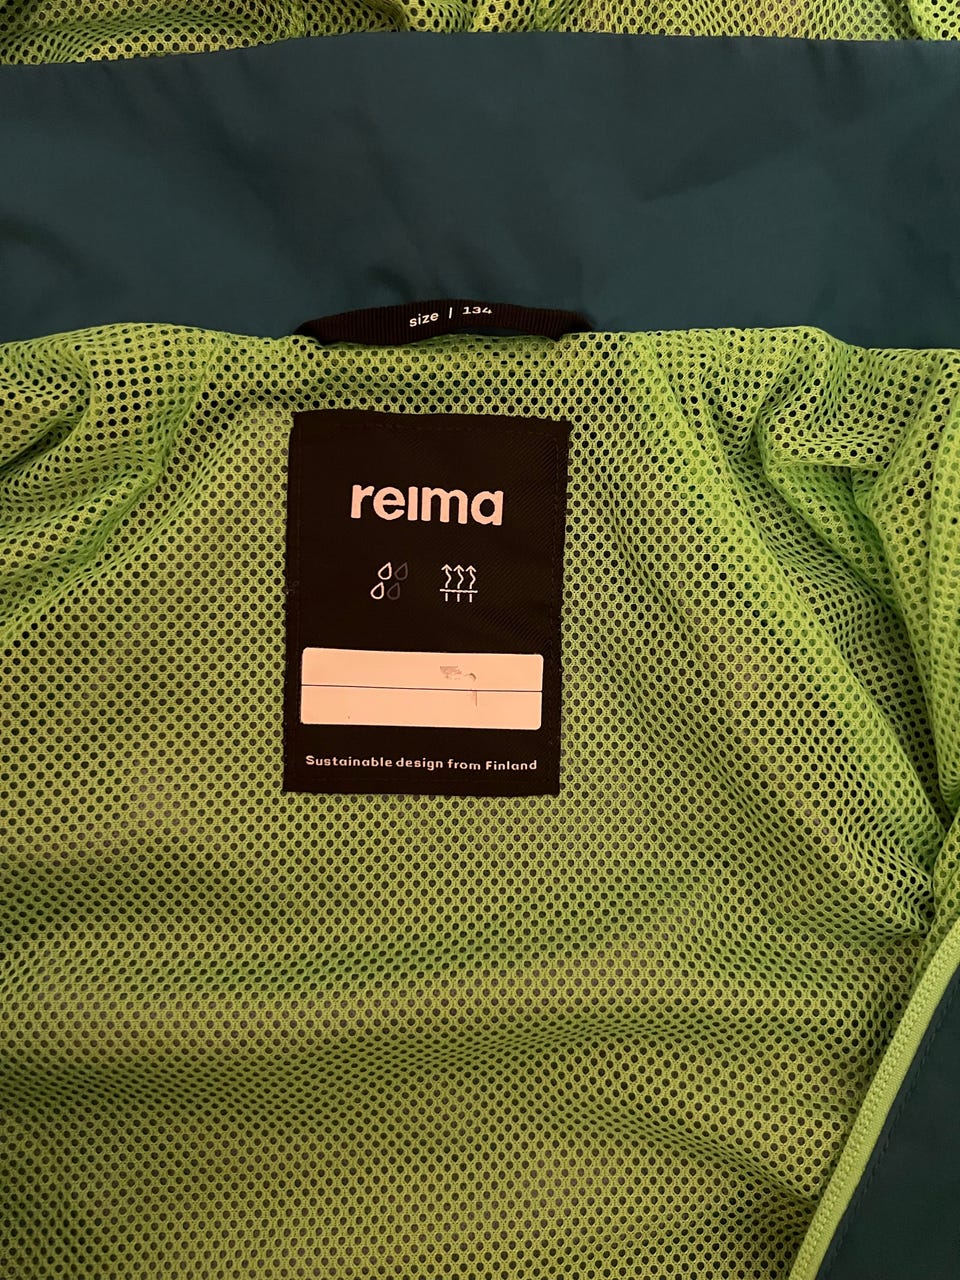 size | 134
reima
Sustainable design from Finland